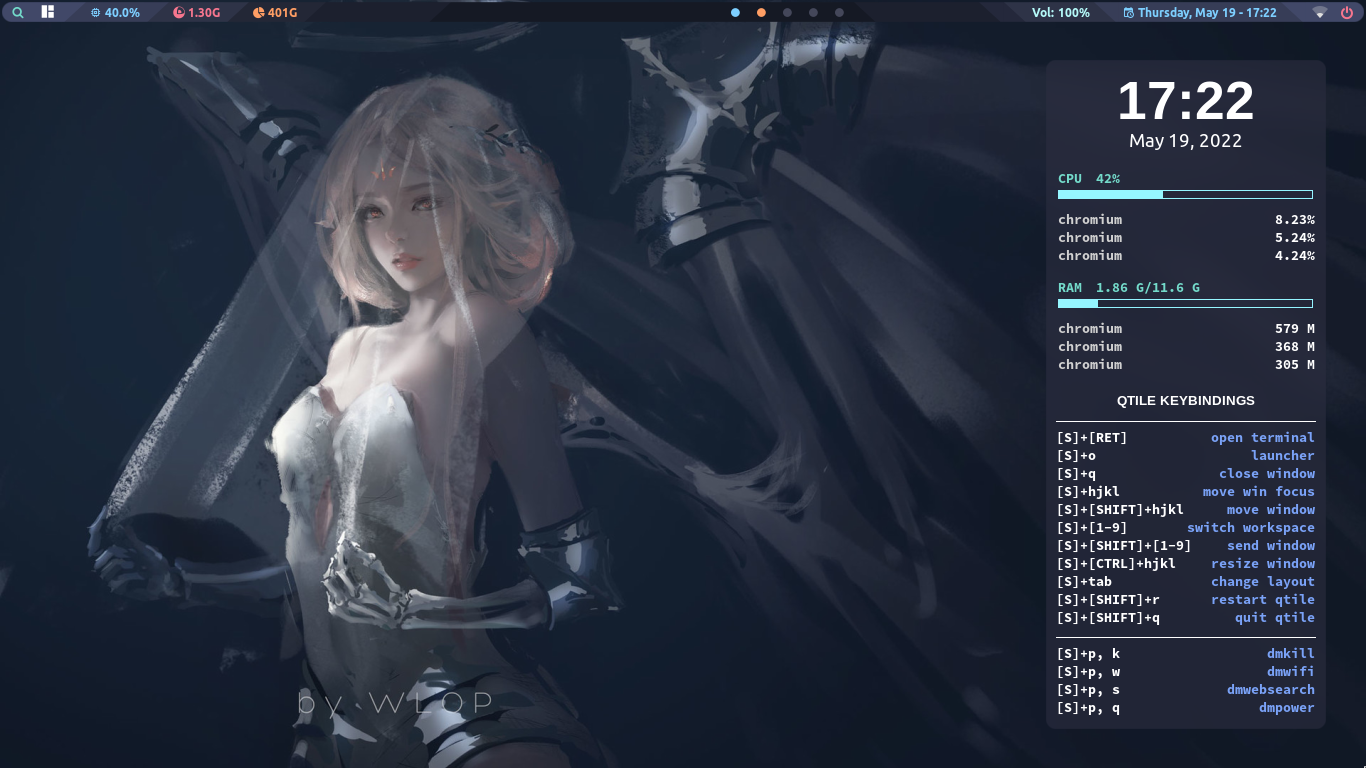 40.0% 1.30G 401G Vol: 100% Thursday, May 19 - 17:22
17:22
May 19, 2022
CPU 42%
chromium 8.23%
chromium 5.24%
chromium 4.24%
RAM 1.86 G/11.6 G
chromium 579 M
chromium 368 M
chromium 305 M
QTILE KEYBINDINGS
[S]+[RET] open terminal
[S]+o launcher
[S]+q close window
[S]+hjkl move win focus
[S]+[SHIFT]+hjkl move window
[S]+[1-9] switch workspace
[S]+[SHIFT]+[1-9] send window
[S]+[CTRL]+hjkl resize window
[S]+tab change layout
[S]+[SHIFT]+r restart qtile
[S]+[SHIFT]+q quit qtile
[S]+p, k dmkill
[S]+p, w dmwifi
[S]+p, s dmwebsearch
[S]+p, q dmpower
by WLOP